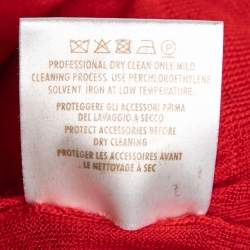 PROFESSIONAL DRY CLEAN ONLY MILD
CLEANING PROCESS. USE PERCHLOROETHYLENE
SOLVENT IRON AT LOW TEMPERATURE.
PROTEGGERE GLI ACCESSORI PRIMA
DEL LAVAGGIO A SECCO
PROTECT ACCESSORIES BEFORE
DRY CLEANING
PROTEGER LES ACCESSOIRES AVANT
LE NETTOYAGE À SEC